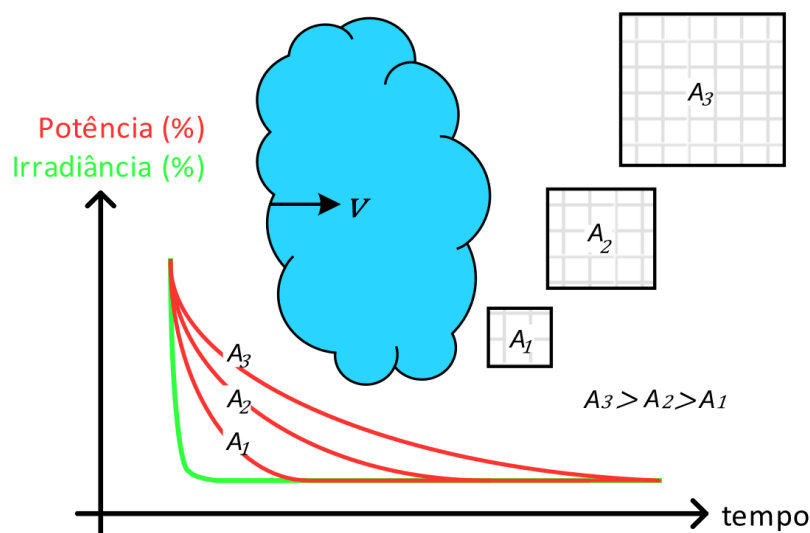 Potência (%)
Irradiância (%)
v
A3
A2
A1
A3
A2
A1
A3 > A2 > A1
tempo